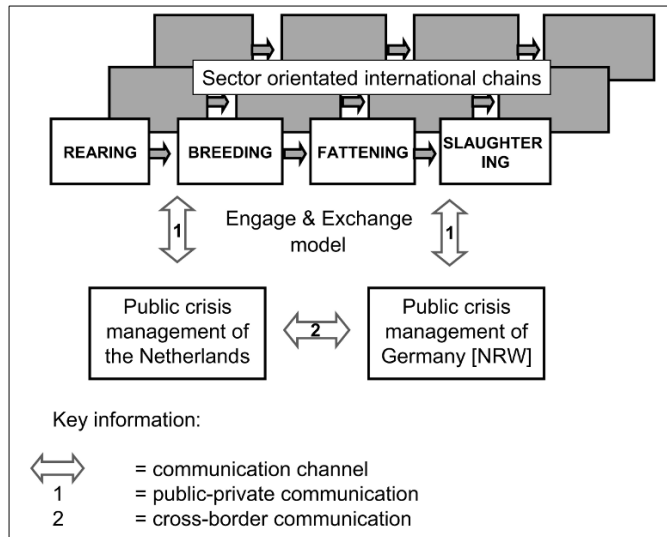 Sector orientated international chains
REARING
BREEDING
FATTENING
SLAUGHTER
ING
1
Engage & Exchange
model
1
Public crisis
management of
the Netherlands
2
Public crisis
management of
Germany [NRW]
Key information:
= communication channel
1 = public-private communication
2 = cross-border communication